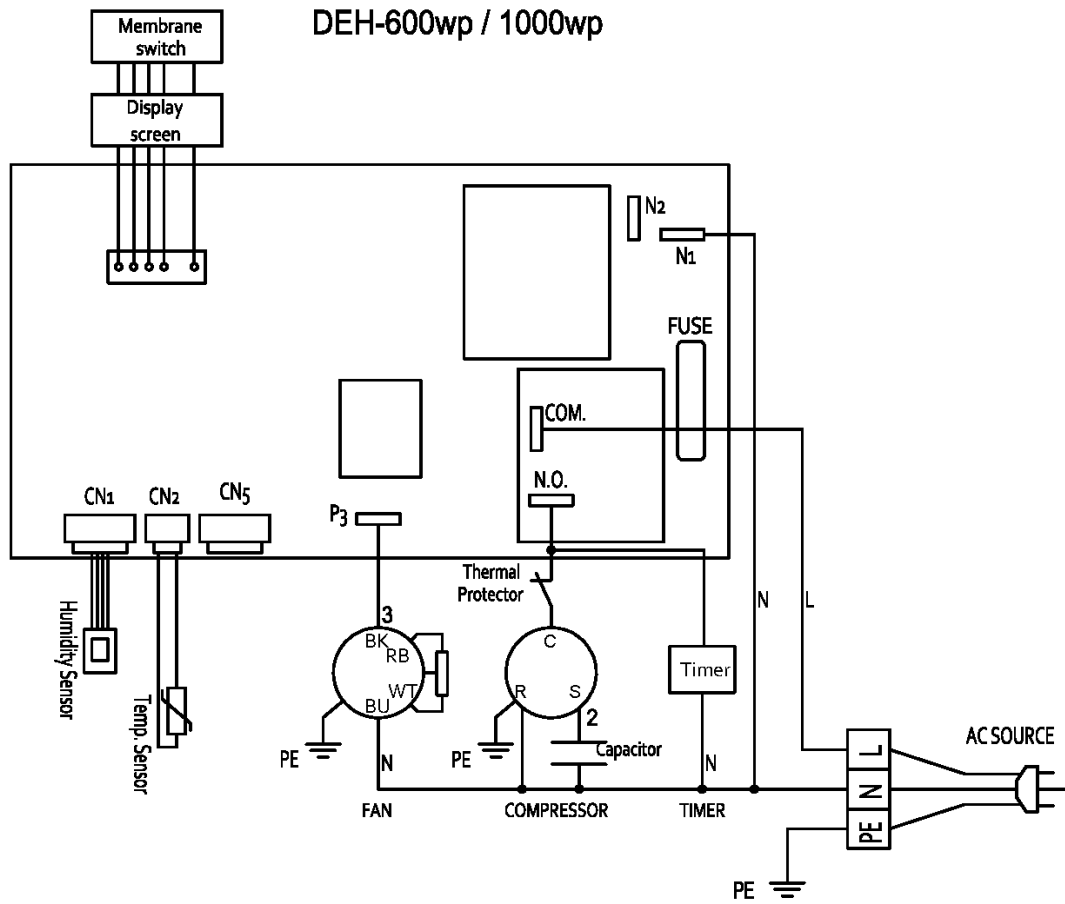 DEH-600wp / 1000wp
Membrane
switch
Display
screen
N2
N1
FUSE
COM.
N.O.
CN1
CN2
CN5
P3
Thermal
Protector
Humidity Sensor
Temp. Sensor
3
BK
RB
WT
BU
PE
N
C
R
S
2
PE
Capacitor
Timer
N
N
L
FAN
COMPRESSOR
TIMER
L
N
PE
AC SOURCE
PE